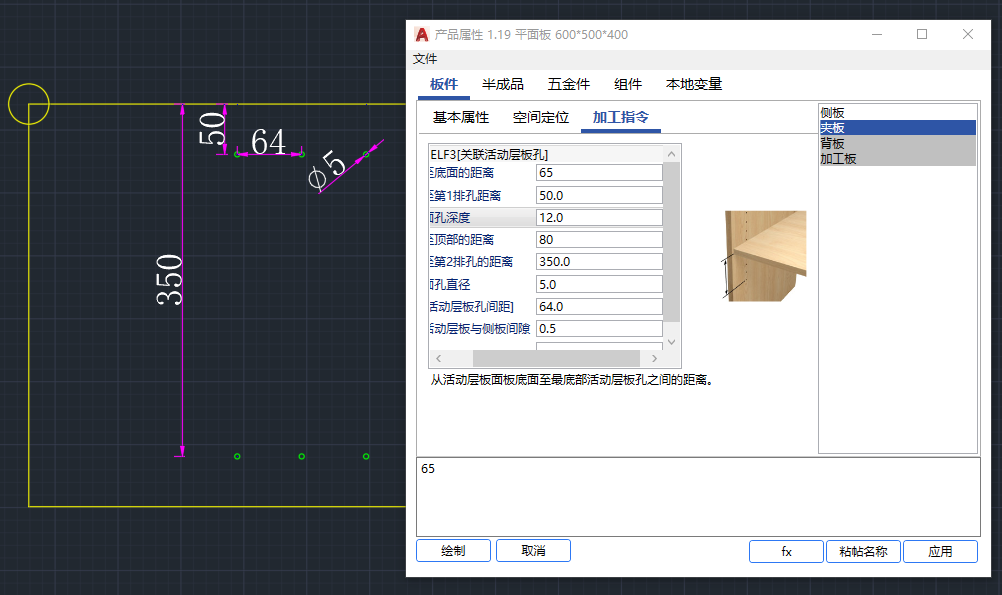 产品属性 1.19 平面板 600*500*400
文件
板件 半成品 五金件 组件 本地变量
基本属性 空间定位 加工指令
ELF3[关联活动层板孔]
至底面的距离 65
至第1排孔距离 50.0
孔深度 12.0
至顶部的距离 80
至第2排孔的距离 350.0
孔直径 5.0
活动层板孔间距] 64.0
活动层板与侧板间隙 0.5
从活动层板面板底面至最底部活动层板孔之间的距离。
侧板
夹板
背板
加工板
65
绘制 取消 fx 粘帖名称 应用
50
64
φ5
350